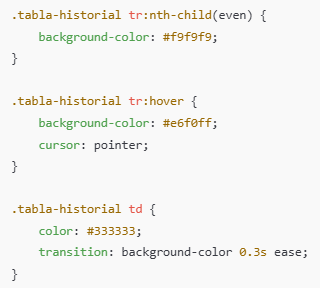 .tabla-historial tr:nth-child(even) {
    background-color: #f9f9f9;
}

.tabla-historial tr:hover {
    background-color: #e6f0ff;
    cursor: pointer;
}

.tabla-historial td {
    color: #333333;
    transition: background-color 0.3s ease;
}